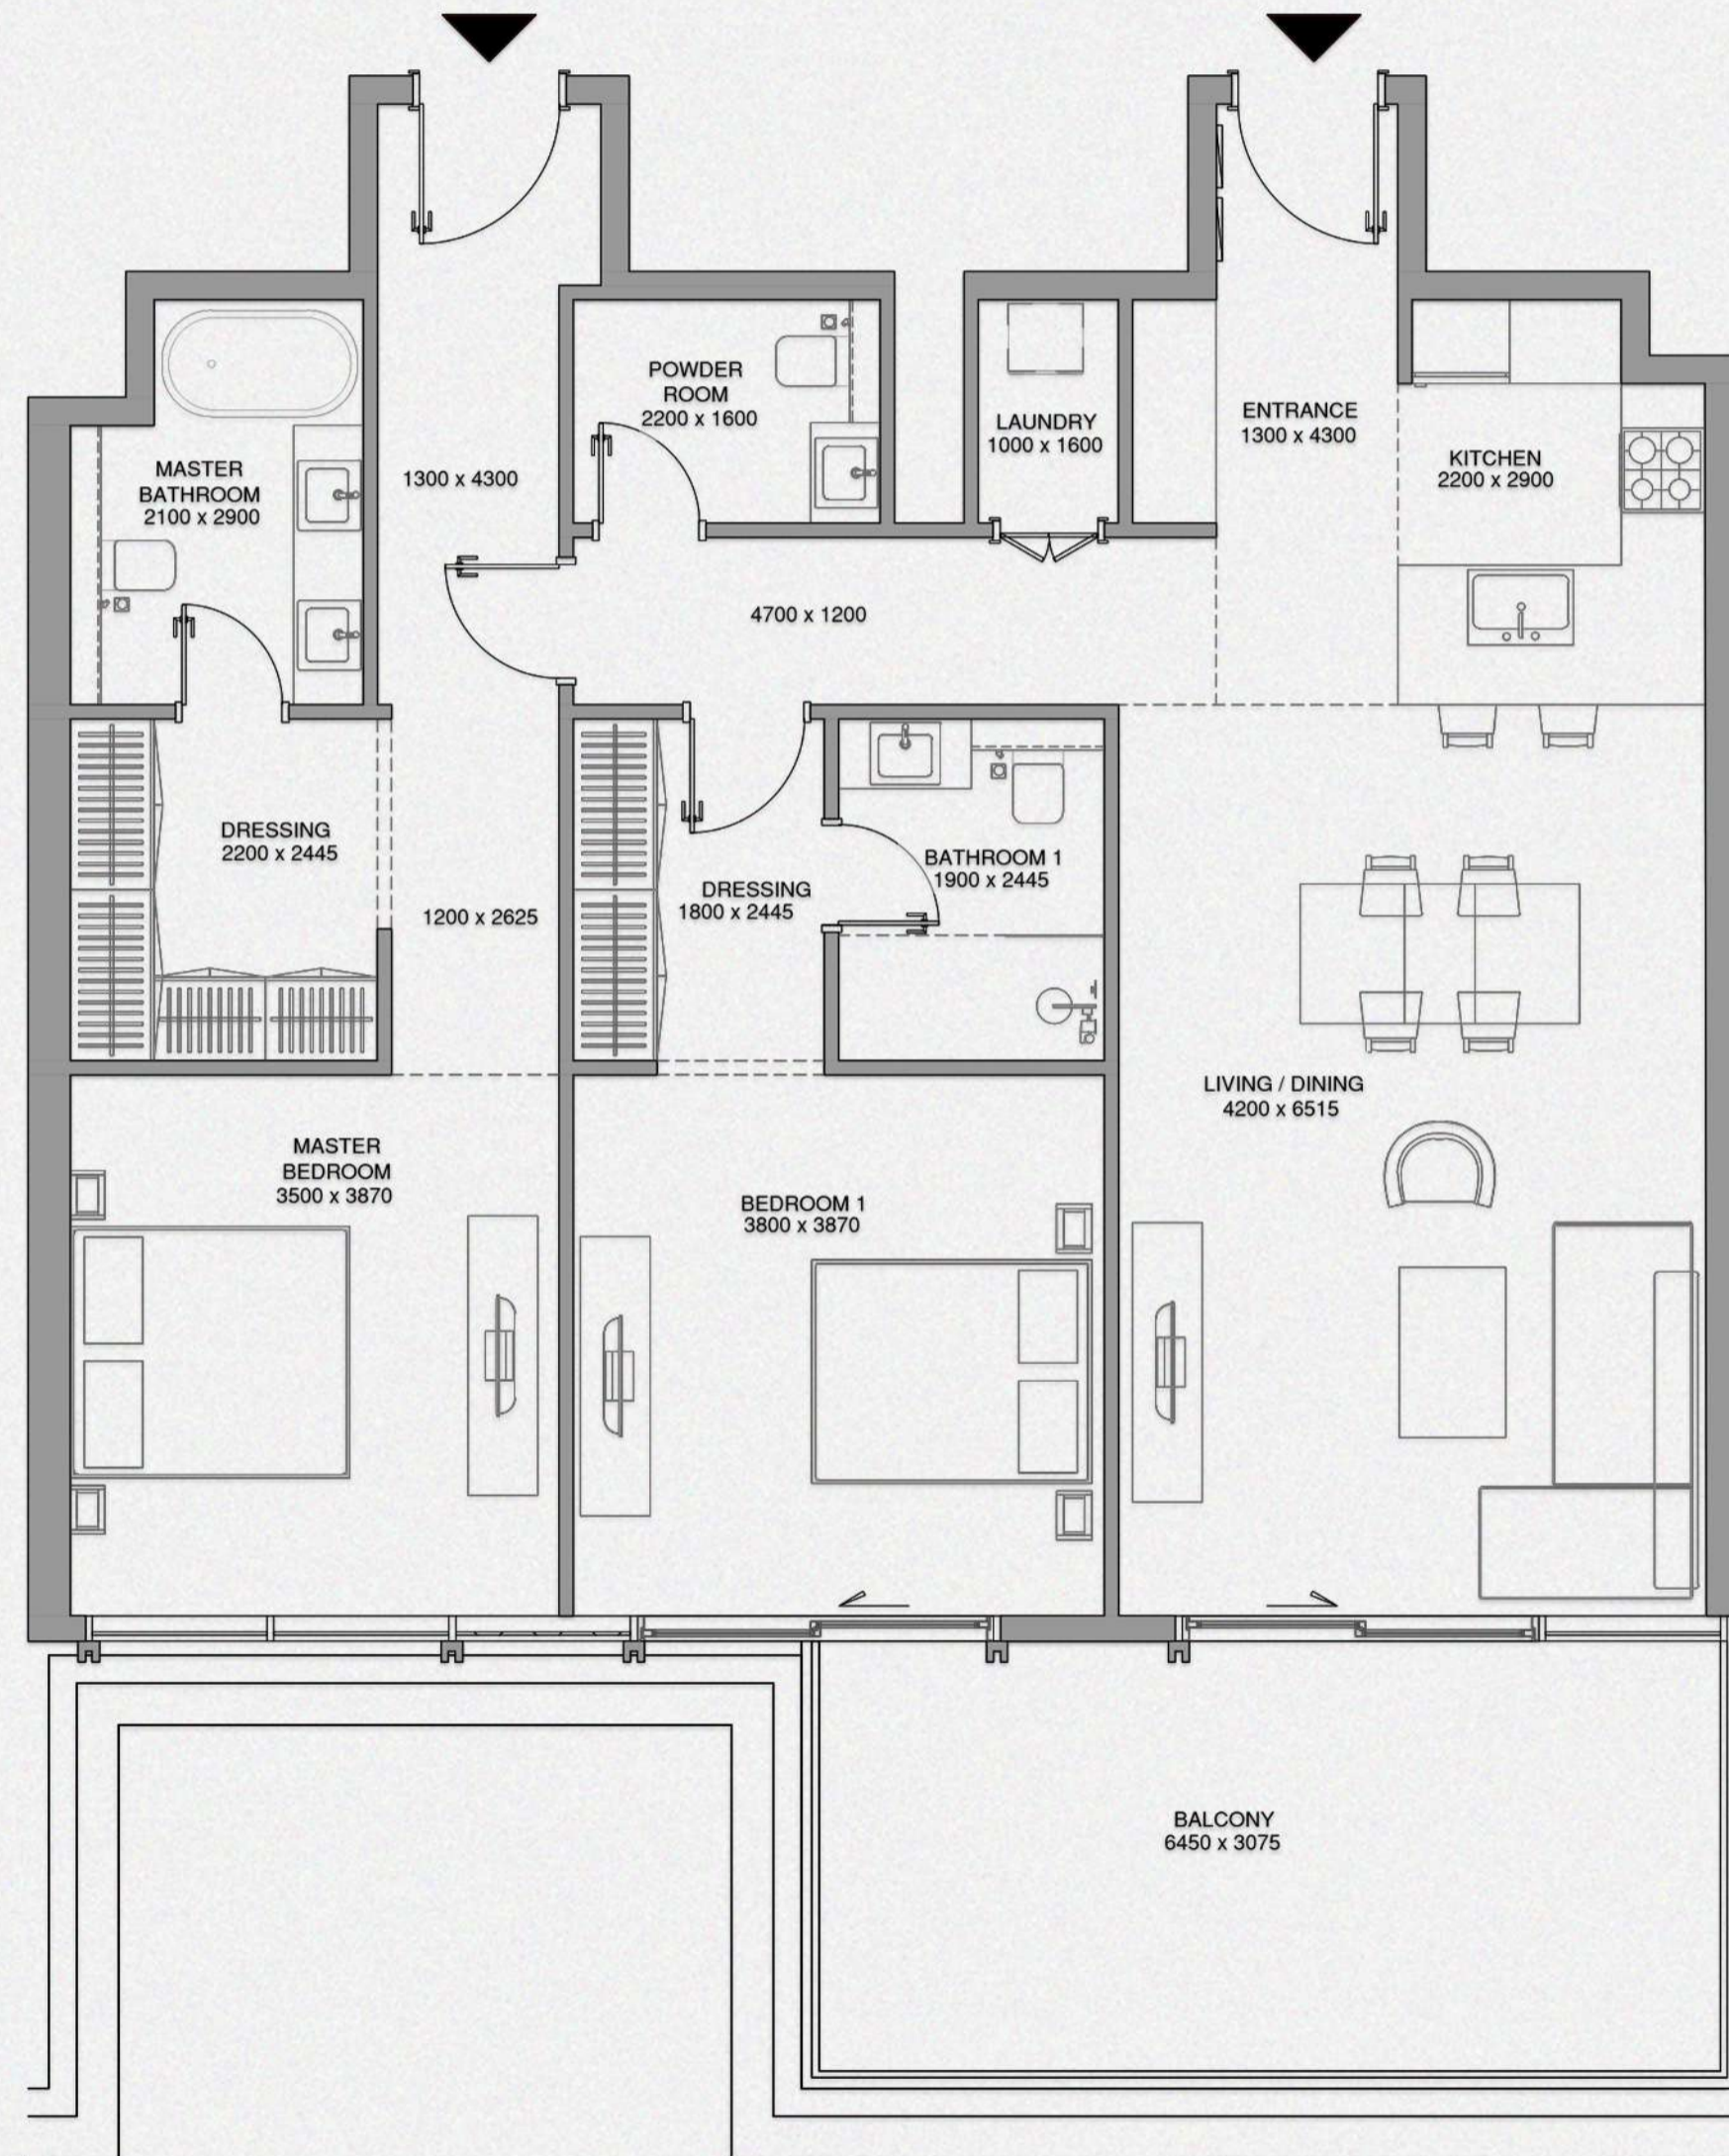 POWDER
ROOM
2200 x 1600
LAUNDRY
1000 x 1600
ENTRANCE
1300 x 4300
KITCHEN
2200 x 2900
MASTER
BATHROOM
2100 x 2900
1300 x 4300
4700 x 1200
DRESSING
2200 x 2445
1200 x 2625
DRESSING
1800 x 2445
BATHROOM 1
1900 x 2445
LIVING / DINING
4200 x 6515
MASTER
BEDROOM
3500 x 3870
BEDROOM 1
3800 x 3870
BALCONY
6450 x 3075